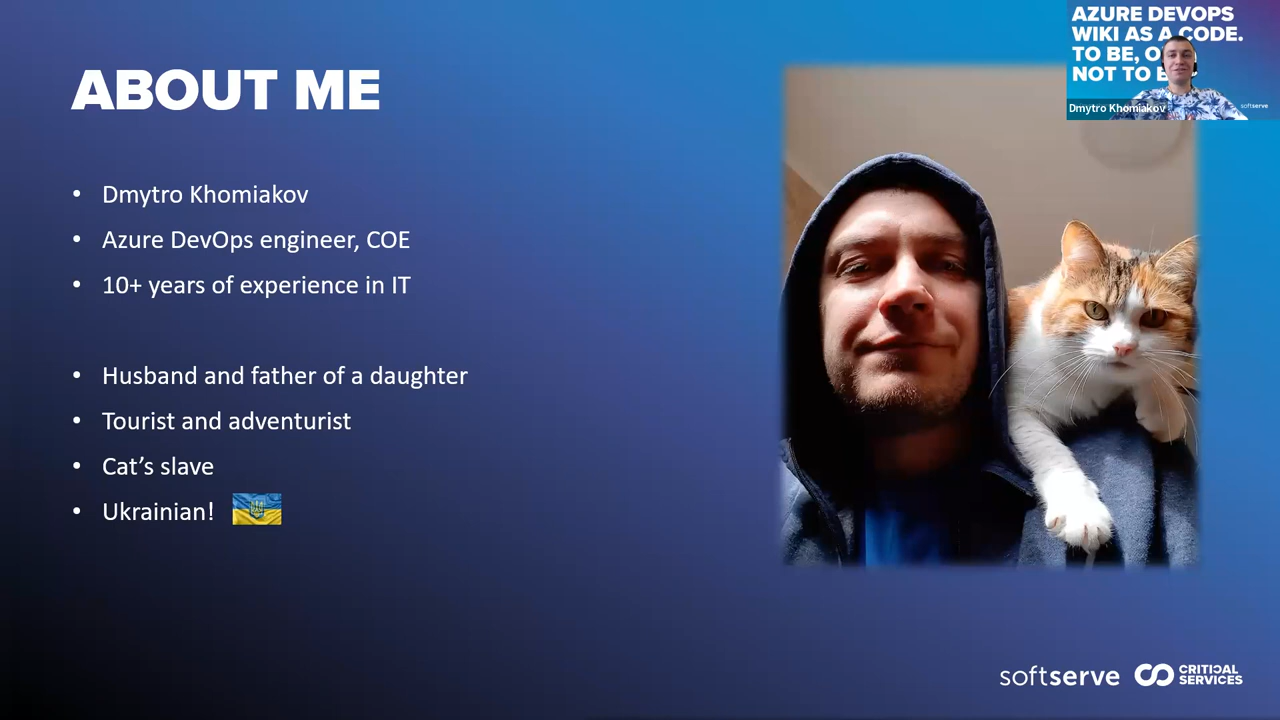 ABOUT ME
• Dmytro Khomiakov
• Azure DevOps engineer, COE
• 10+ years of experience in IT
• Husband and father of a daughter
• Tourist and adventurist
• Cat's slave
• Ukrainian!
AZURE DEVOPS
WIKI AS A CODE.
TO BE, O
NOT TO B
Dmytro Khomiakov
softserve
softserve
CRITICAL
SERVICES